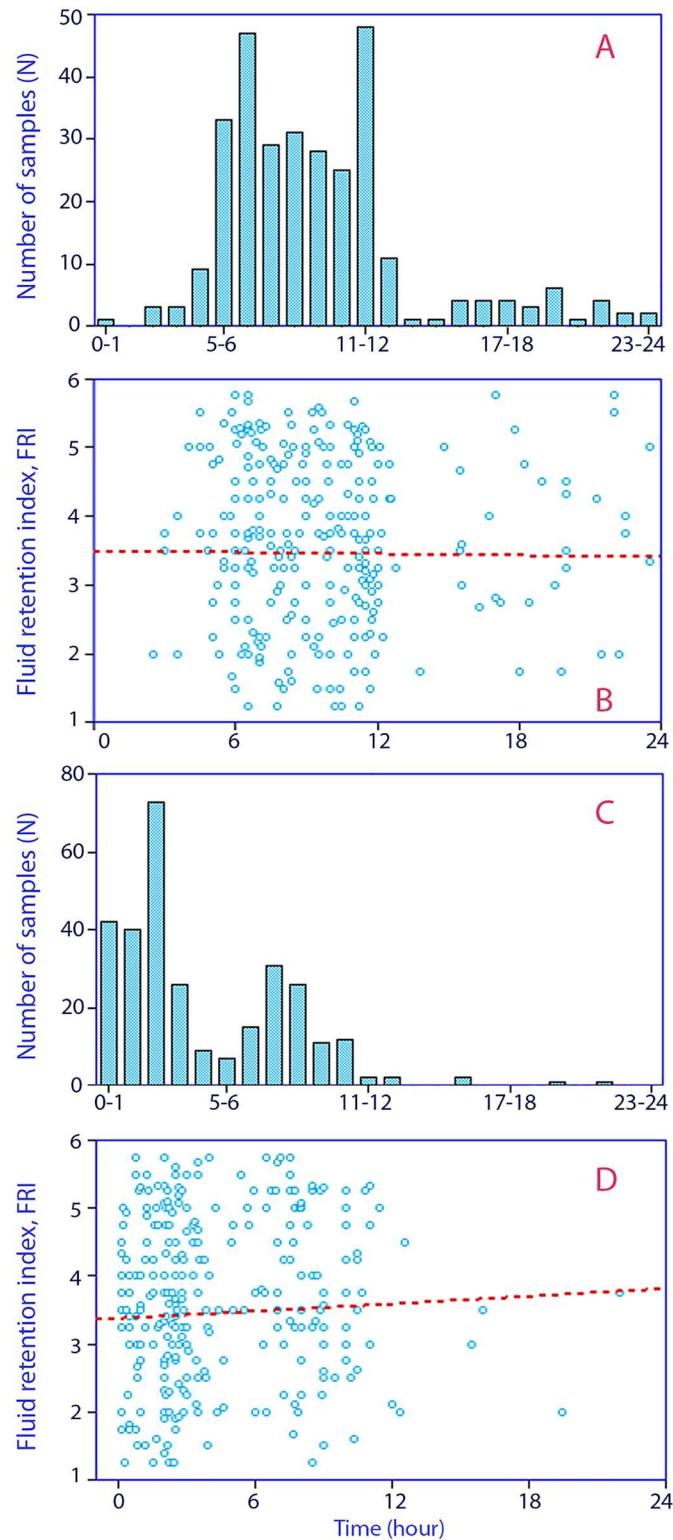 50
A
40
30
20
10
0
Number of samples (N)
0-1 5-6 11-12 17-18 23-24
6
5
4
3
2
B
1
Fluid retention index, FRI
0 6 12 18 24
80
C
60
40
20
0
Number of samples (N)
0-1 5-6 11-12 17-18 23-24
6
D
5
4
3
2
1
Fluid retention index, FRI
0 6 12 18 24
Time (hour)